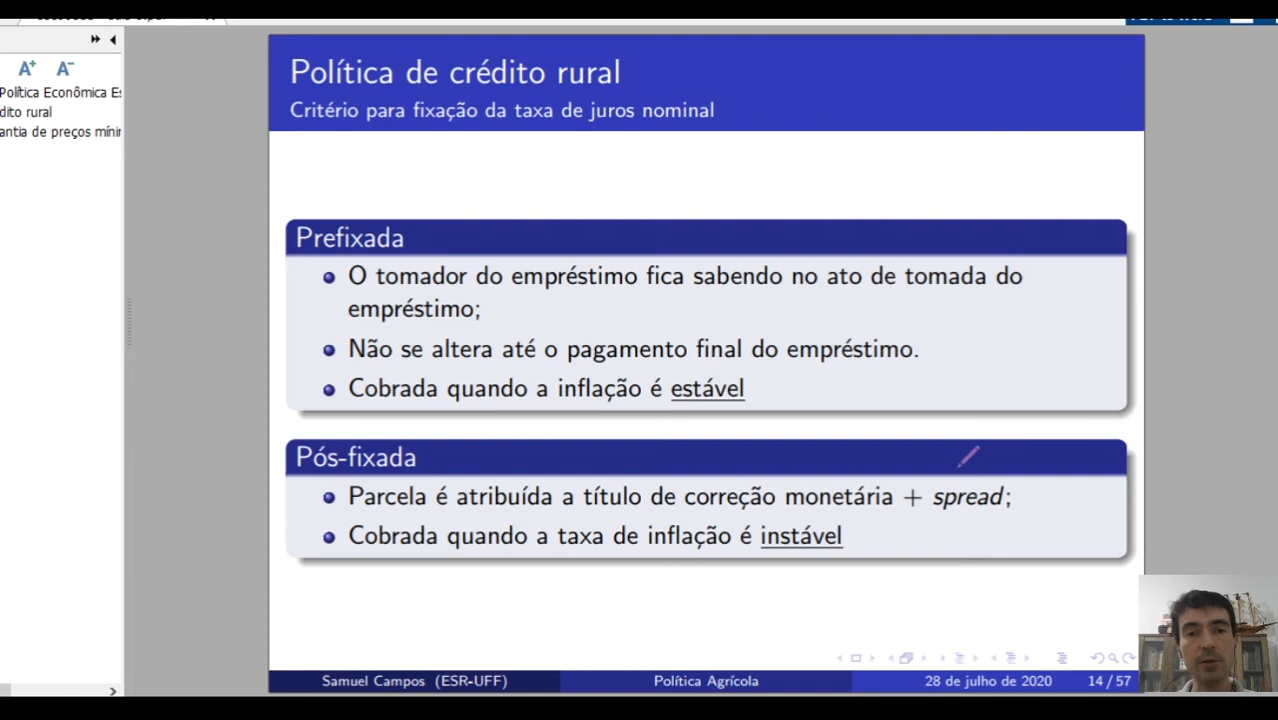 A+ A-
Política de crédito rural
Critério para fixação da taxa de juros nominal
Política Econômica Es
dito rural
antia de preços mínir
Prefixada
O tomador do empréstimo fica sabendo no ato de tomada do
empréstimo;
Não se altera até o pagamento final do empréstimo.
Cobrada quando a inflação é estável
Pós-fixada
Parcela é atribuída a título de correção monetária + spread;
Cobrada quando a taxa de inflação é instável
Samuel Campos (ESR-UFF) Política Agrícola 28 de julho de 2020 14 / 57